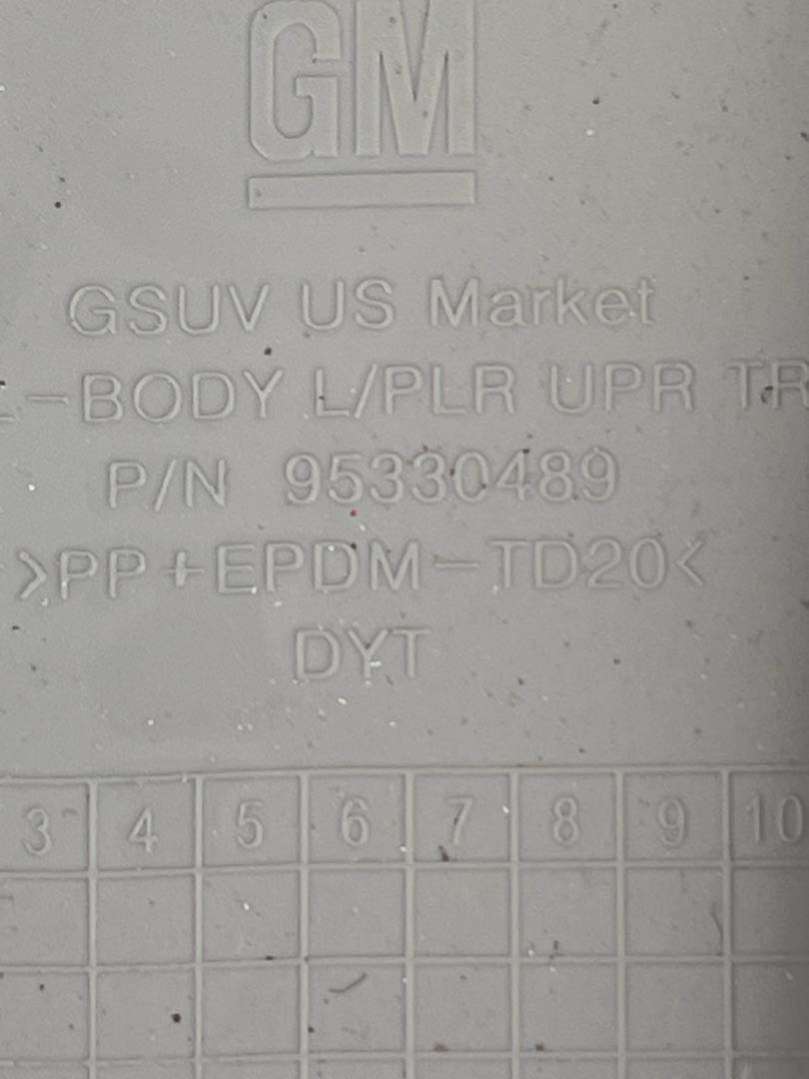 GM
GSUV US Market
-BODY L/PLR UPR TR
P/N 95330489
>PP+EPDM-TD20<
DYT
3 4 5 6 7 8 9 10